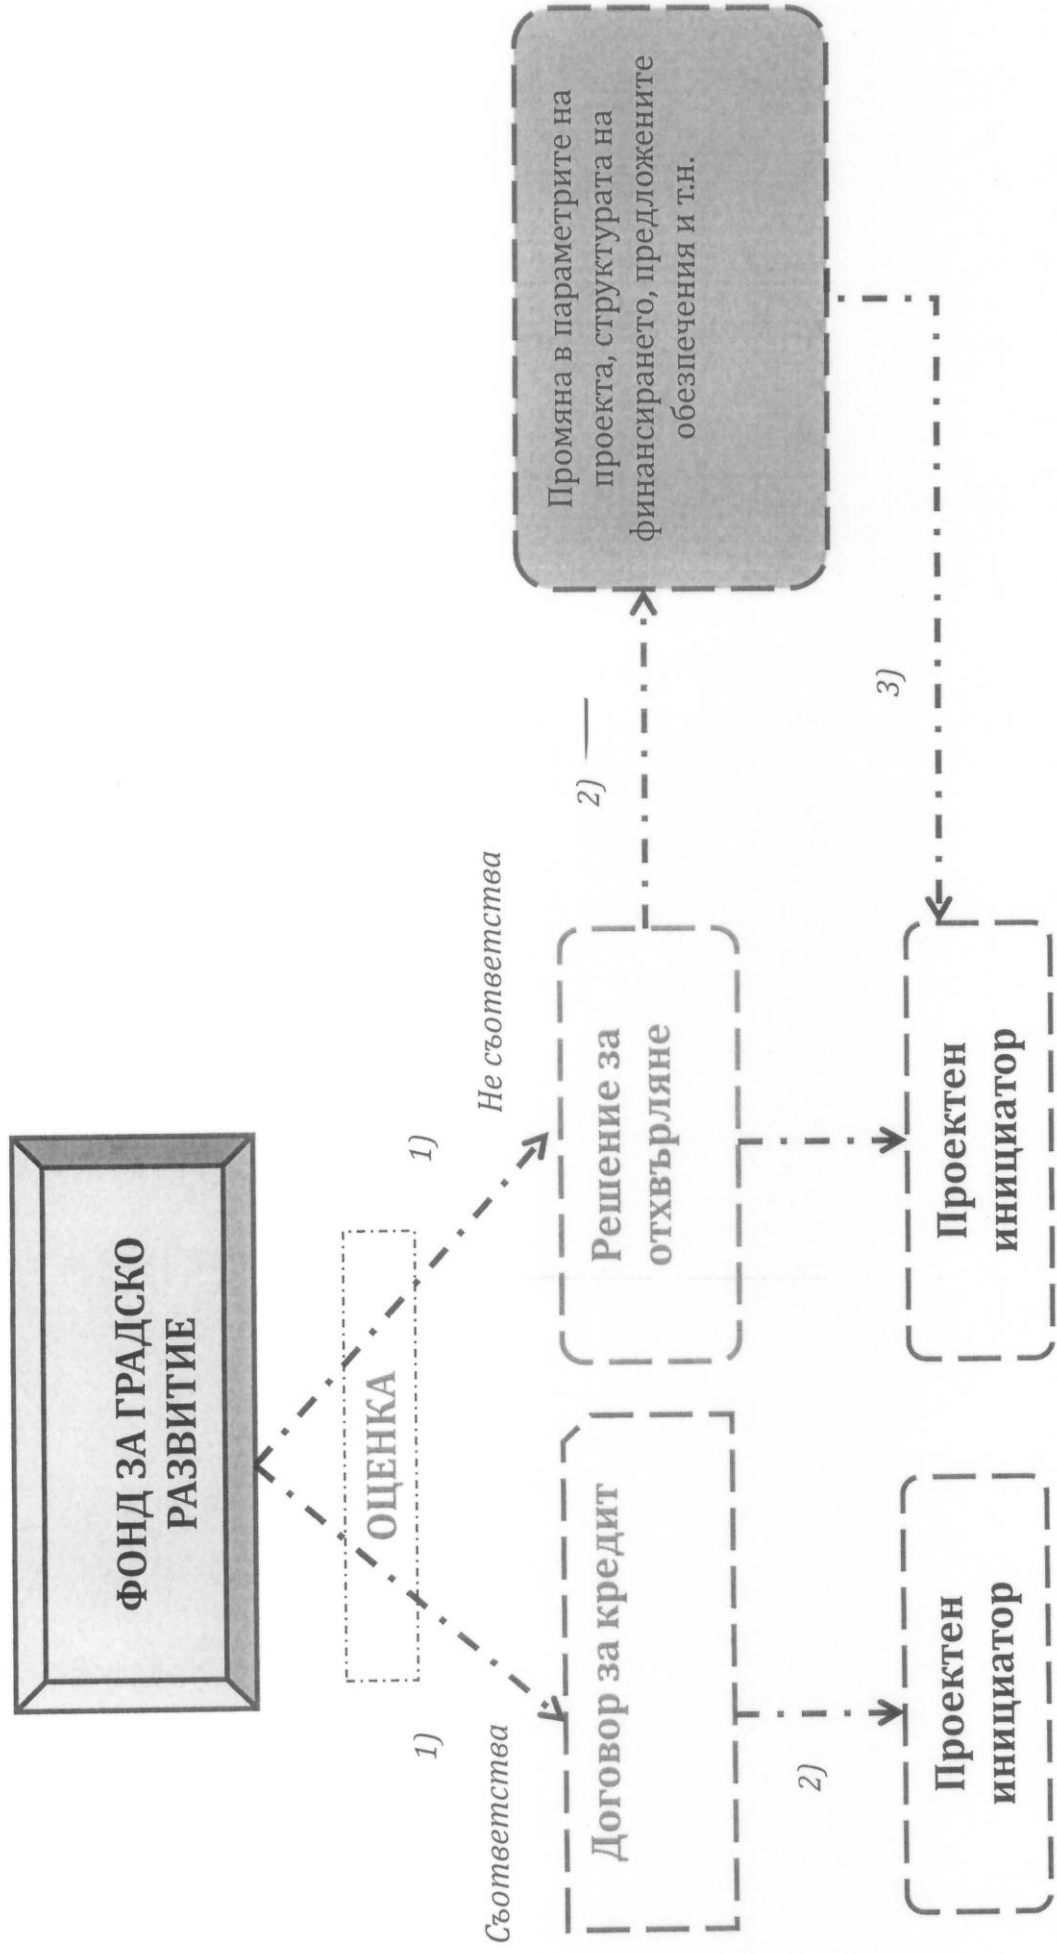 ФОНД ЗА ГРАДСКО
РАЗВИТИЕ
ОЦЕНКА
1)
1)
Съответства
Не съответства
Договор за кредит
Решение за
отхвърляне
2)
Промяна в параметрите на
проекта, структурата на
финансирането, предложените
обезпечения и т.н.
2)
3)
Проектен
инициатор
Проектен
инициатор